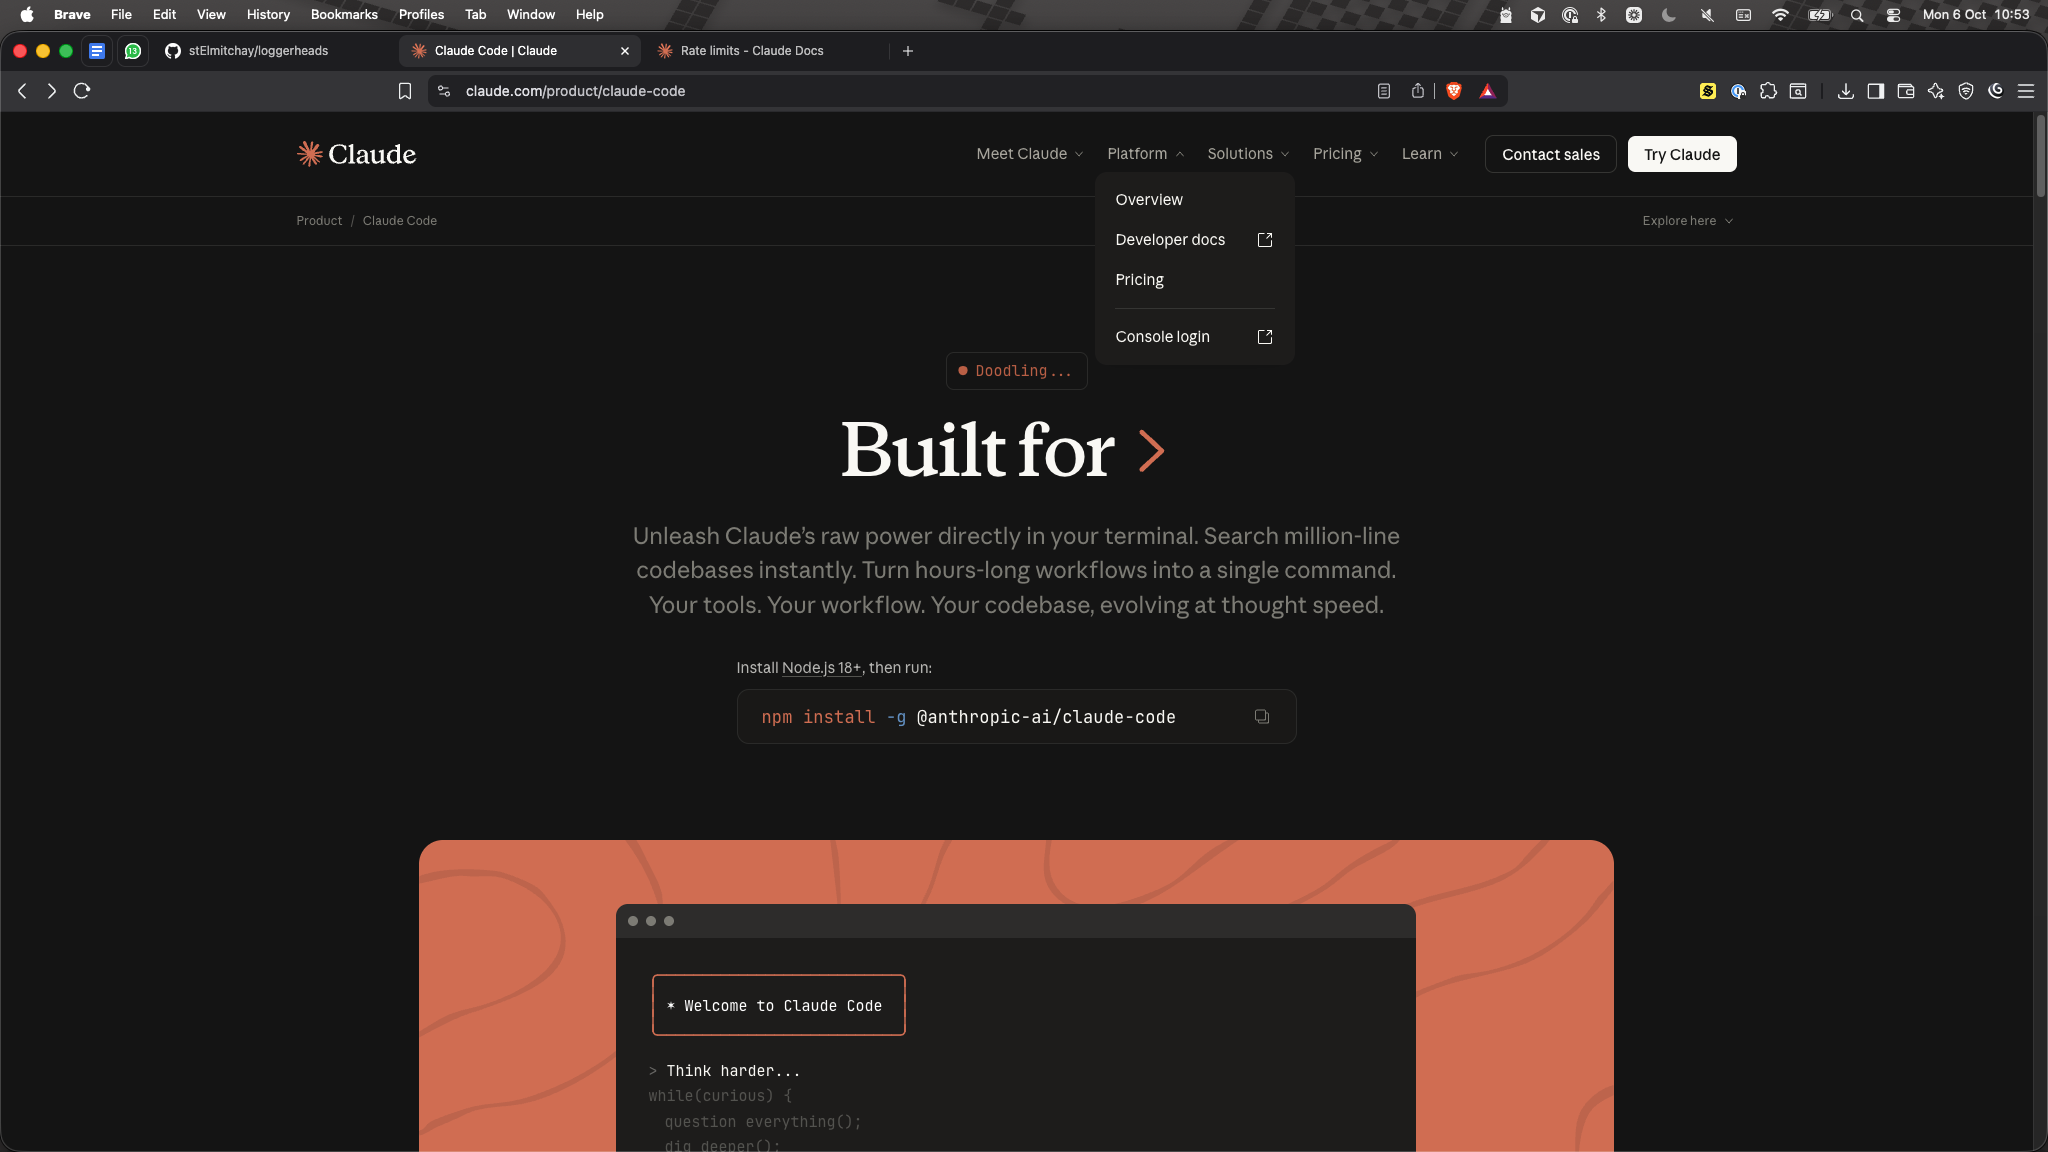 Brave File Edit View History Bookmarks Profiles Tab Window Help Mon 6 Oct 10:53
13 stElmitchay/loggerheads Claude Code | Claude Rate limits - Claude Docs
claude.com/product/claude-code
Claude Meet Claude Platform Solutions Pricing Learn Contact sales Try Claude
Overview
Product / Claude Code Explore here
Developer docs
Pricing
Console login
Doodling...
Built for >
Unleash Claude’s raw power directly in your terminal. Search million-line
codebases instantly. Turn hours-long workflows into a single command.
Your tools. Your workflow. Your codebase, evolving at thought speed.
Install Node.js 18+, then run:
npm install -g @anthropic-ai/claude-code
* Welcome to Claude Code
> Think harder...
while(curious) {
question everything();
dig deeper();